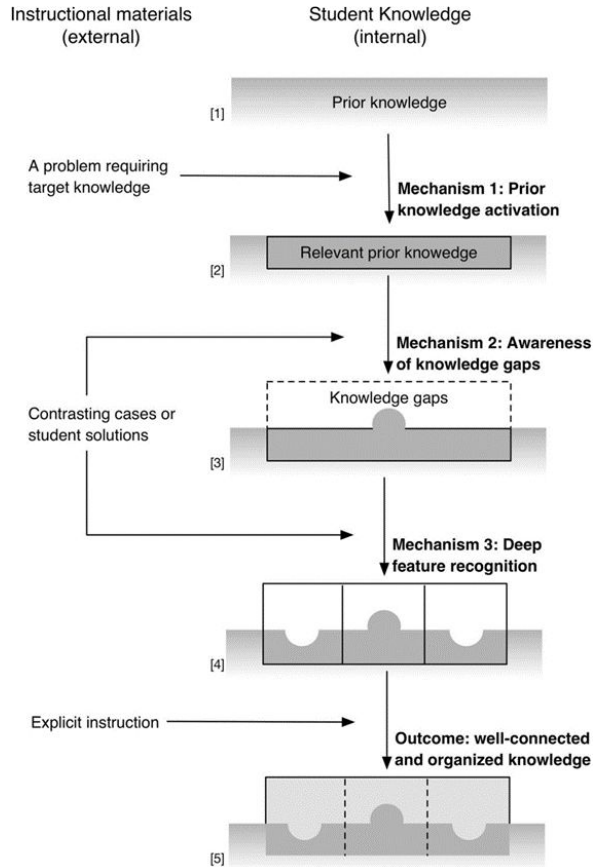 Instructional materials
(external)
Student Knowledge
(internal)
Prior knowledge
[1]
A problem requiring
target knowledge
Mechanism 1: Prior
knowledge activation
Relevant prior knowedge
[2]
Mechanism 2: Awareness
of knowledge gaps
Knowledge gaps
Contrasting cases or
student solutions
[3]
Mechanism 3: Deep
feature recognition
[4]
Explicit instruction
Outcome: well-connected
and organized knowledge
[5]